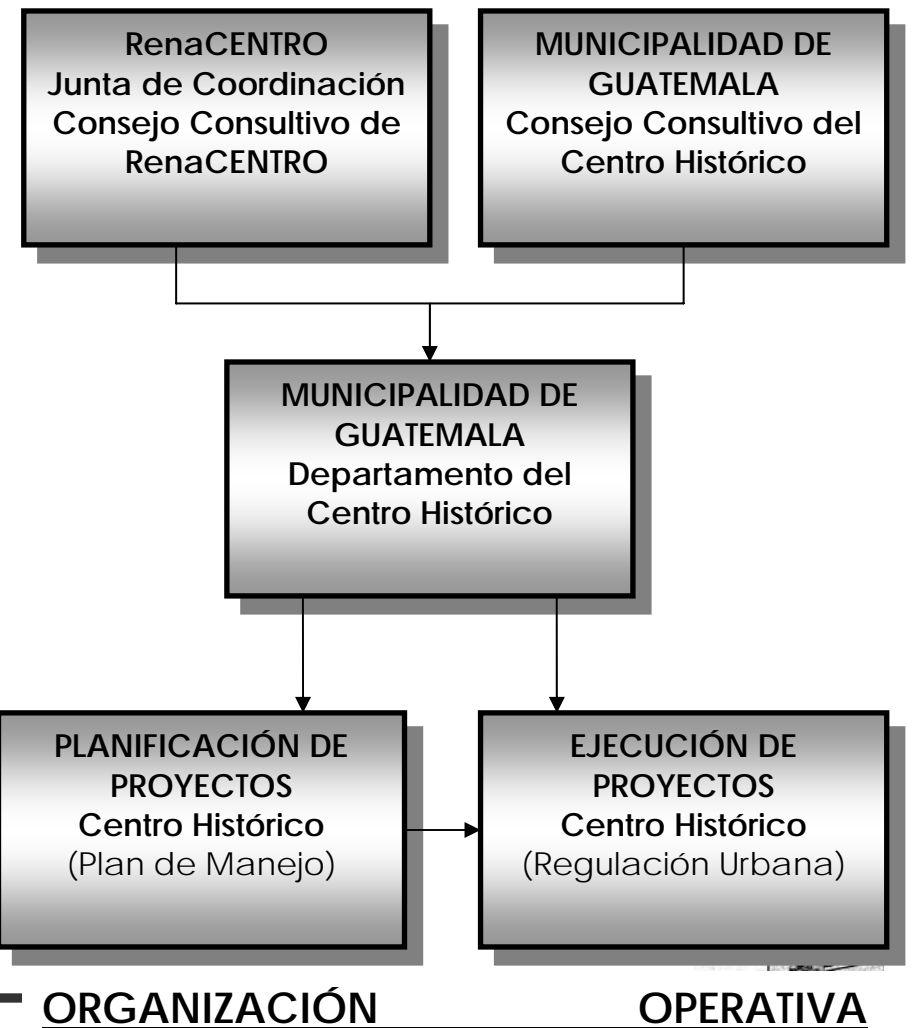 RenaCENTRO
Junta de Coordinación
Consejo Consultivo de
RenaCENTRO
MUNICIPALIDAD DE
GUATEMALA
Consejo Consultivo del
Centro Histórico
MUNICIPALIDAD DE
GUATEMALA
Departamento del
Centro Histórico
PLANIFICACIÓN DE
PROYECTOS
Centro Histórico
(Plan de Manejo)
EJECUCIÓN DE
PROYECTOS
Centro Histórico
(Regulación Urbana)
ORGANIZACIÓN OPERATIVA